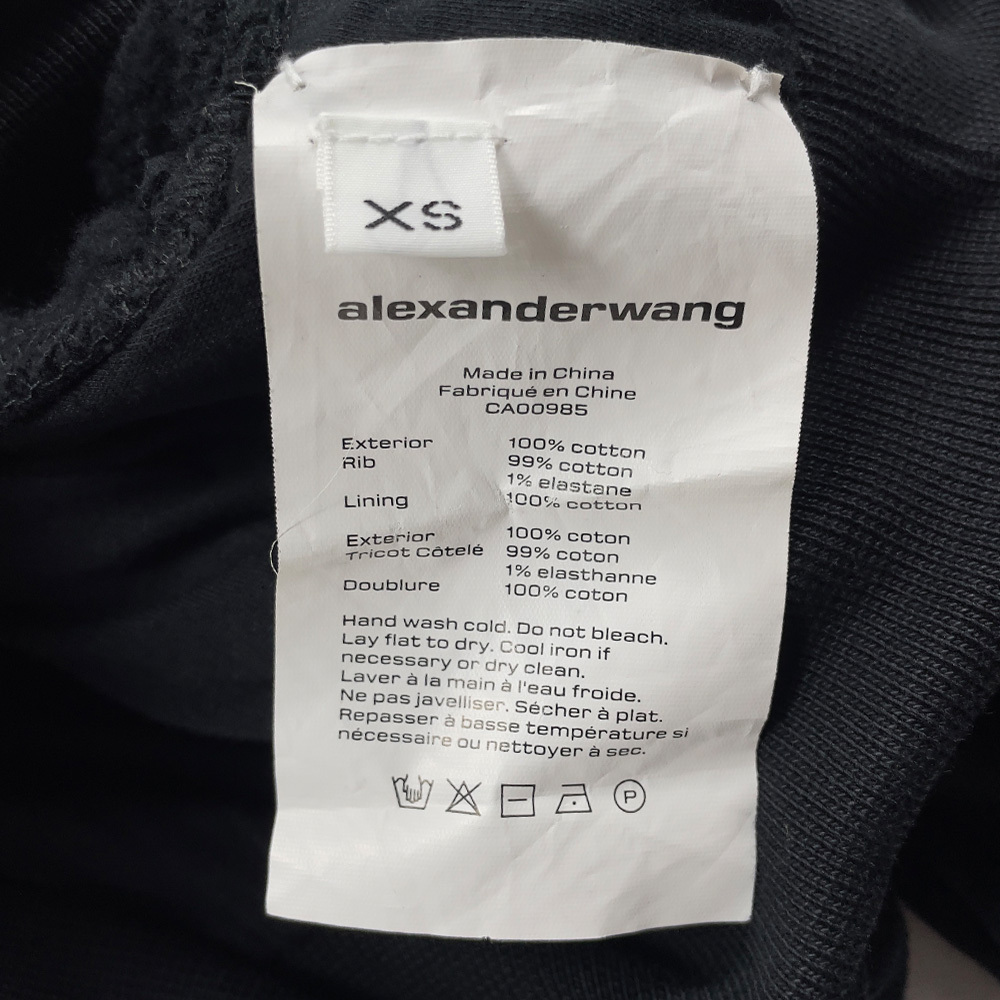 XS
alexanderwang
Made in China
Fabriqué en Chine
CA00985
Exterior 100% cotton
Rib 99% cotton
1% elastane
Lining 100% cotton
Exterior 100% coton
Tricot Côtelé 99% coton
1% elasthanne
Doublure 100% coton
Hand wash cold. Do not bleach.
Lay flat to dry. Cool iron if
necessary or dry clean.
Laver à la main à l'eau froide.
Ne pas javelliser. Sécher à plat.
Repasser à basse température si
nécessaire ou nettoyer à sec.
P